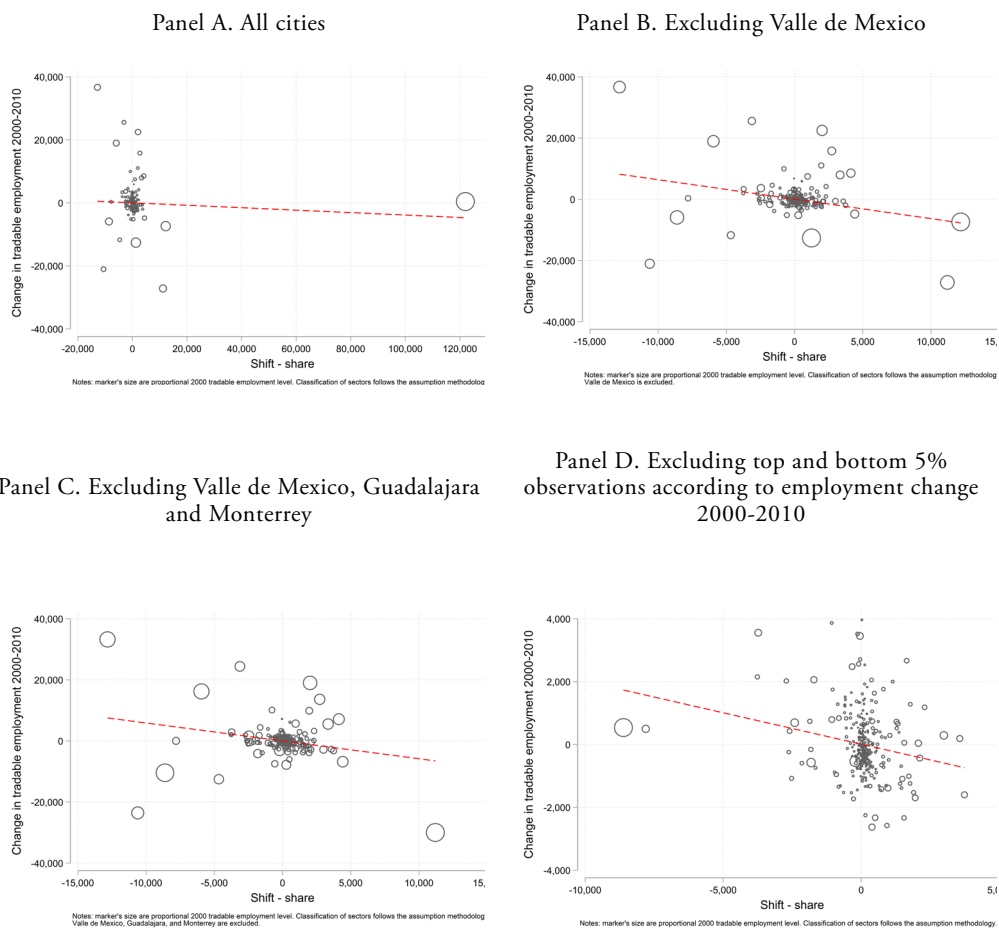 Panel A. All cities
Change in tradable employment 2000-2010
40,000
20,000
0
-20,000
-40,000
-20,000 0 20,000 40,000 60,000 80,000 100,000 120,000
Shift - share
Notes: marker's size are proportional 2000 tradable employment level. Classification of sectors follows the assumption methodolog
Panel B. Excluding Valle de Mexico
Change in tradable employment 2000-2010
40,000
20,000
0
-20,000
-40,000
-15,000 -10,000 -5,000 0 5,000 10,000 15,
Shift - share
Notes: marker's size are proportional 2000 tradable employment level. Classification of sectors follows the assumption methodolog
Valle de Mexico is excluded.
Panel C. Excluding Valle de Mexico, Guadalajara
and Monterrey
Change in tradable employment 2000-2010
40,000
20,000
0
-20,000
-40,000
-15,000 -10,000 -5,000 0 5,000 10,000 15,
Shift - share
Notes: marker's size are proportional 2000 tradable employment level. Classification of sectors follows the assumption methodolog
Valle de Mexico, Guadalajara, and Monterrey are excluded.
Panel D. Excluding top and bottom 5%
observations according to employment change
2000-2010
Change in tradable employment 2000-2010
4,000
2,000
0
-2,000
-4,000
-10,000 -5,000 0 5,0
Shift - share
Notes: marker's size are proportional 2000 tradable employment level. Classification of sectors follows the assumption methodology.